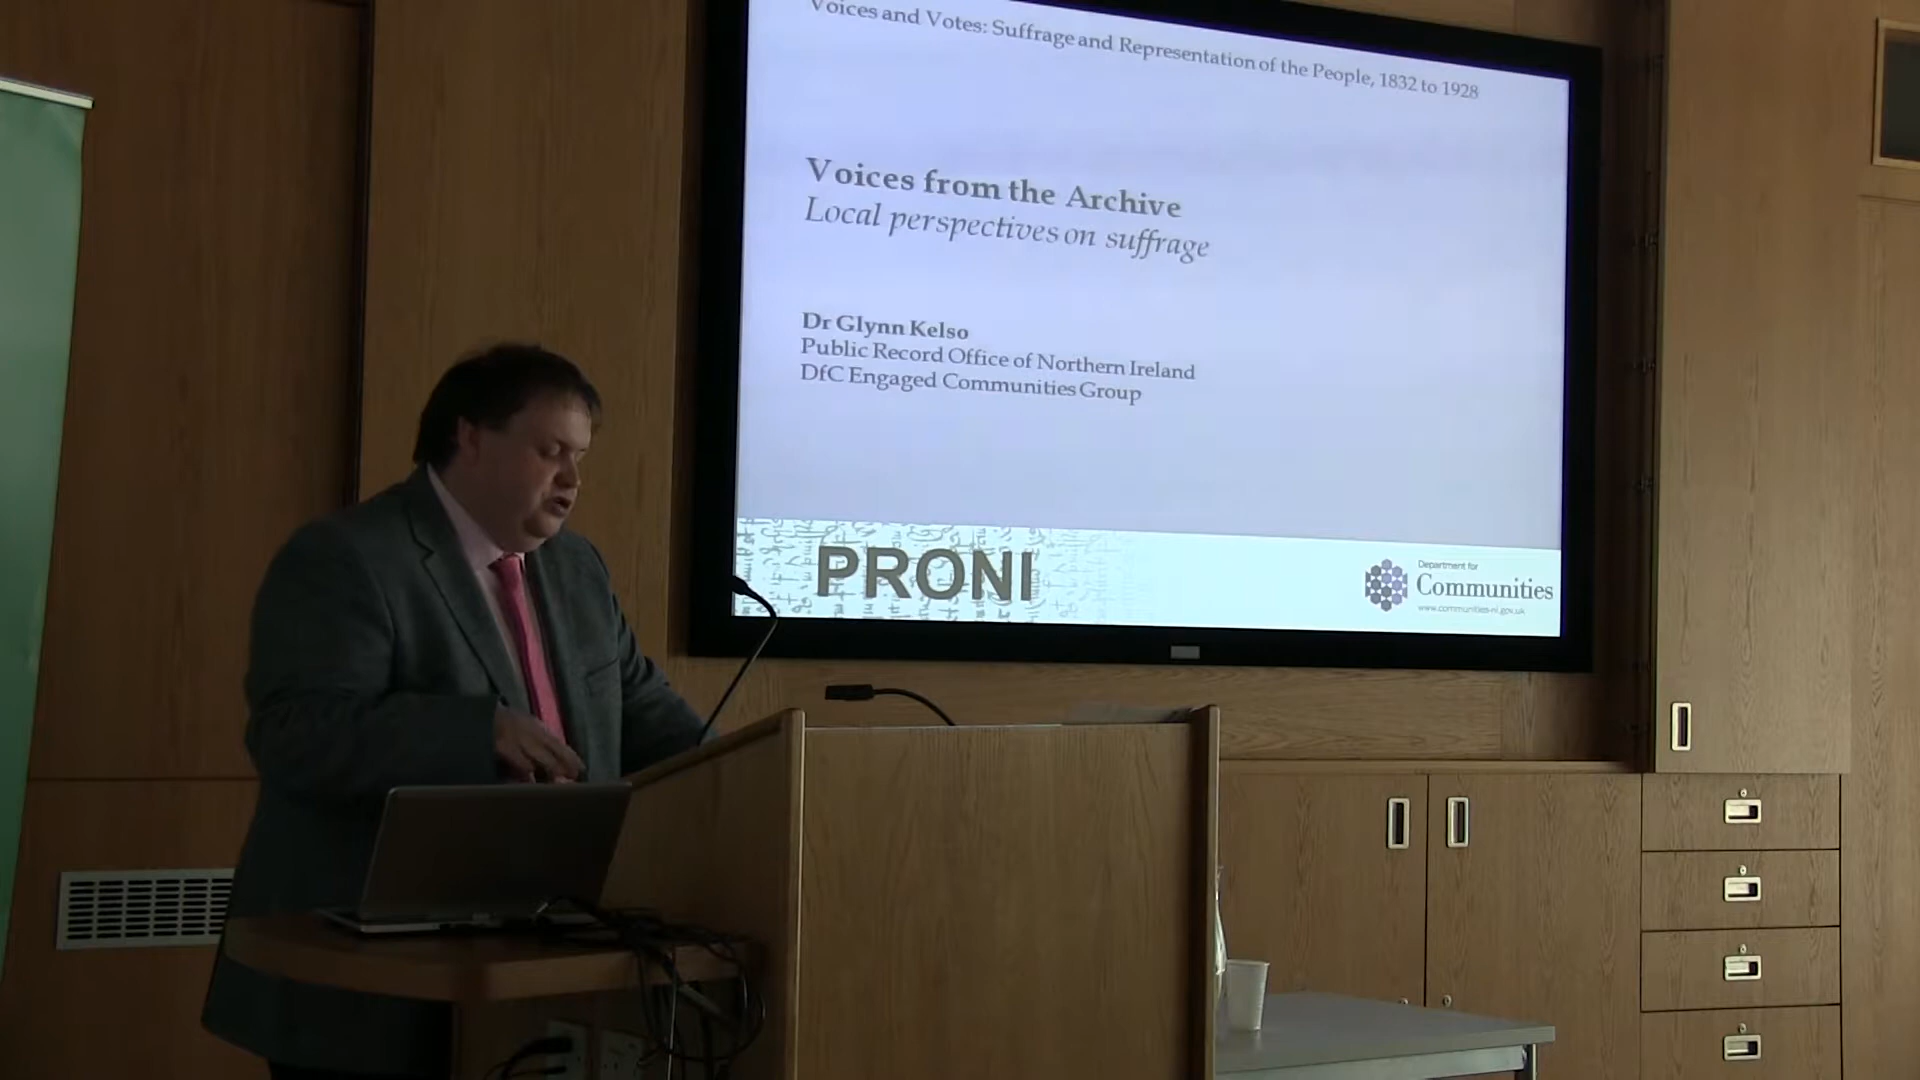 Voices and Votes: Suffrage and Representation of the People, 1832 to 1928
Voices from the Archive
Local perspectives on suffrage
Dr Glynn Kelso
Public Record Office of Northern Ireland
DfC Engaged Communities Group
PRONI
Department for
Communities
www.communities-ni.gov.uk